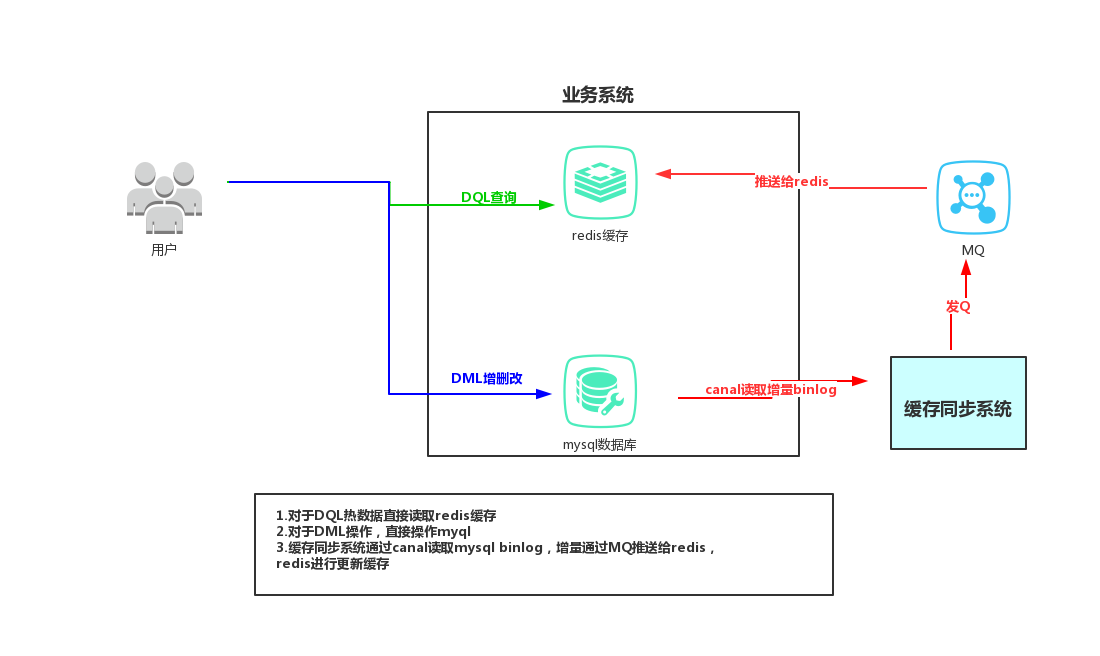 业务系统
用户
DQL查询
redis缓存
推送给redis
MQ
发Q
DML增删改
canal读取增量binlog
mysql数据库
缓存同步系统
1.对于DQL热数据直接读取redis缓存
2.对于DML操作，直接操作myql
3.缓存同步系统通过canal读取mysql binlog，增量通过MQ推送给redis，
redis进行更新缓存